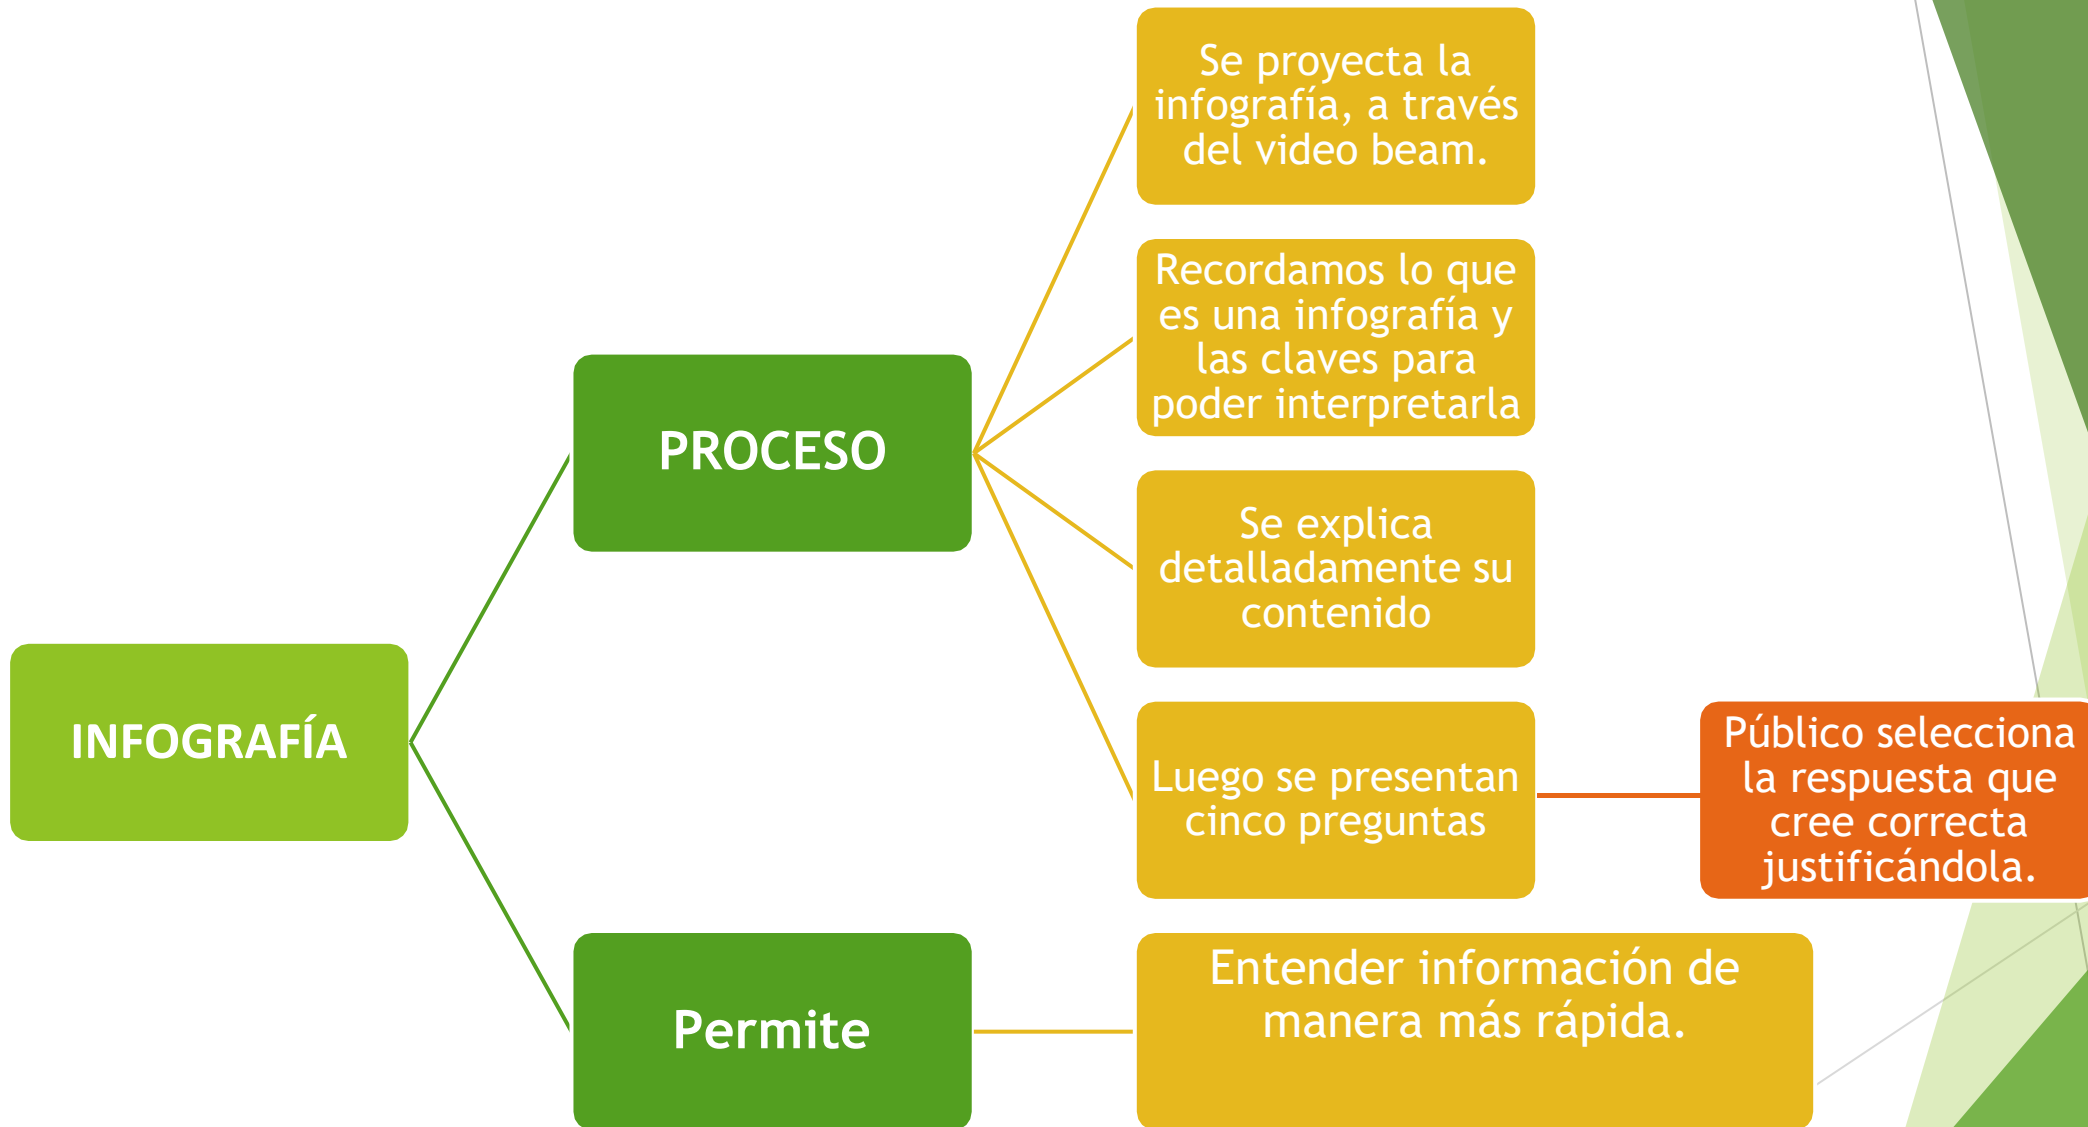 INFOGRAFÍA
PROCESO
Se proyecta la
infografía, a través
del video beam.
Recordamos lo que
es una infografía y
las claves para
poder interpretarla
Se explica
detalladamente su
contenido
Luego se presentan
cinco preguntas
Público selecciona
la respuesta que
cree correcta
justificándola.
Permite
Entender información de
manera más rápida.